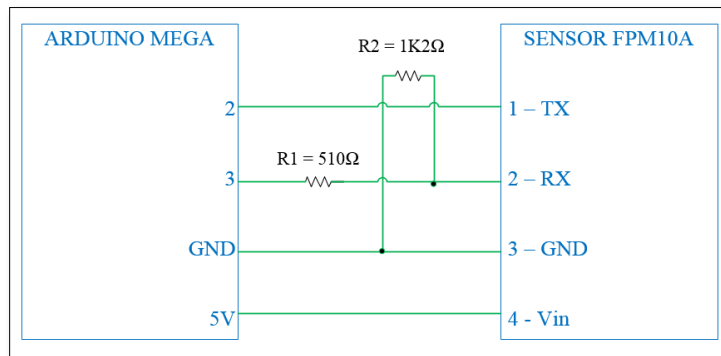 ARDUINO MEGA
R2 = 1K2Ω
SENSOR FPM10A
2
1 – TX
R1 = 510Ω
3
2 – RX
GND
3 – GND
5V
4 - Vin